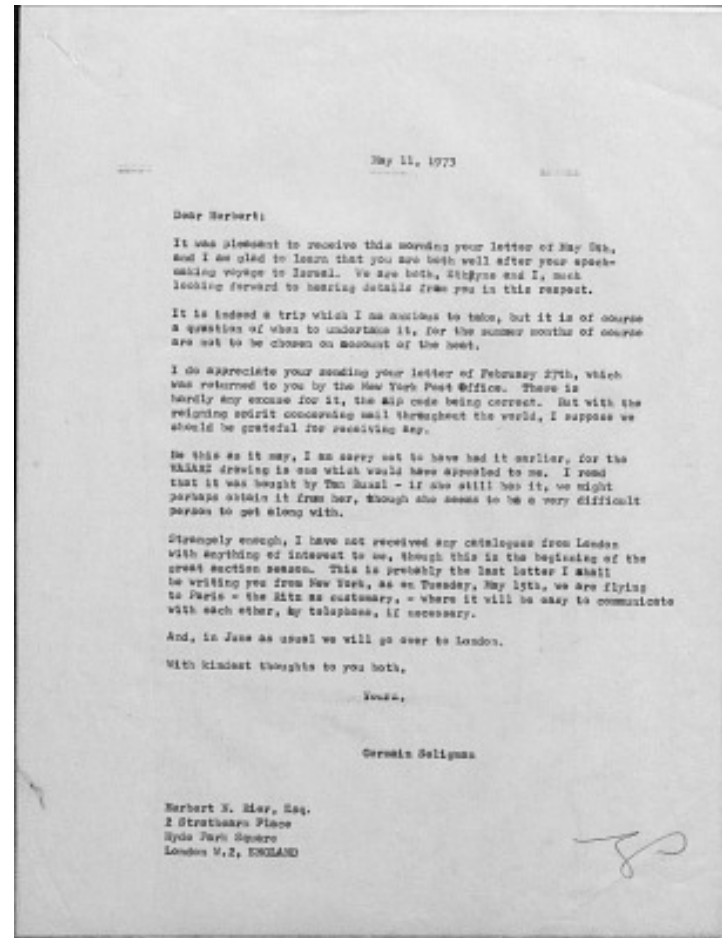 May 11, 1973
Dear Herbert:
It was pleasant to receive this morning your letter of May 8th,
and I am glad to learn that you are both well after your epoch-
making voyage to Israel. We are both, Ethlyne and I, much
looking forward to hearing details from you in this respect.
It is indeed a trip which I am anxious to take, but it is of course
a question of when to undertake it, for the summer months of course
are not to be chosen on account of the heat.
I do appreciate your sending your letter of February 27th, which
was returned to you by the New York Post Office. There is
hardly any excuse for it, the zip code being correct. But with the
reigning spirit concerning mail throughout the world, I suppose we
should be grateful for receiving any.
Be this as it may, I am sorry not to have had it earlier, for the
VASARI drawing is one which would have appealed to me. I read
that it was bought by Yan - if she still has it, we might
perhaps obtain it from her, though she seems to be a very difficult
person to get along with.
Strangely enough, I have not received any catalogues from London
with anything of interest to me, though this is the beginning of the
great auction season. This is probably the last letter I shall
be writing you from New York, as on Tuesday, May 15th, we are flying
to Paris - the Ritz as customary, - where it will be easy to communicate
with each other, by telephone, if necessary.
And, in June as usual we will go over to London.
With kindest thoughts to you both,
Yours,
Germain Seligman
Herbert N. Bier, Esq.
2 Strathearn Place
Hyde Park Square
London W.2, ENGLAND